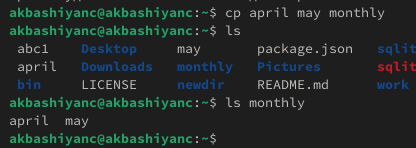 akbashiyanc@akbashiyanc:~$ cp april may monthly
akbashiyanc@akbashiyanc:~$ ls
abc1 Desktop may package.json sqlit
april Downloads monthly Pictures sqlit
bin LICENSE newdir README.md work
akbashiyanc@akbashiyanc:~$ ls monthly
april may
akbashiyanc@akbashiyanc:~$